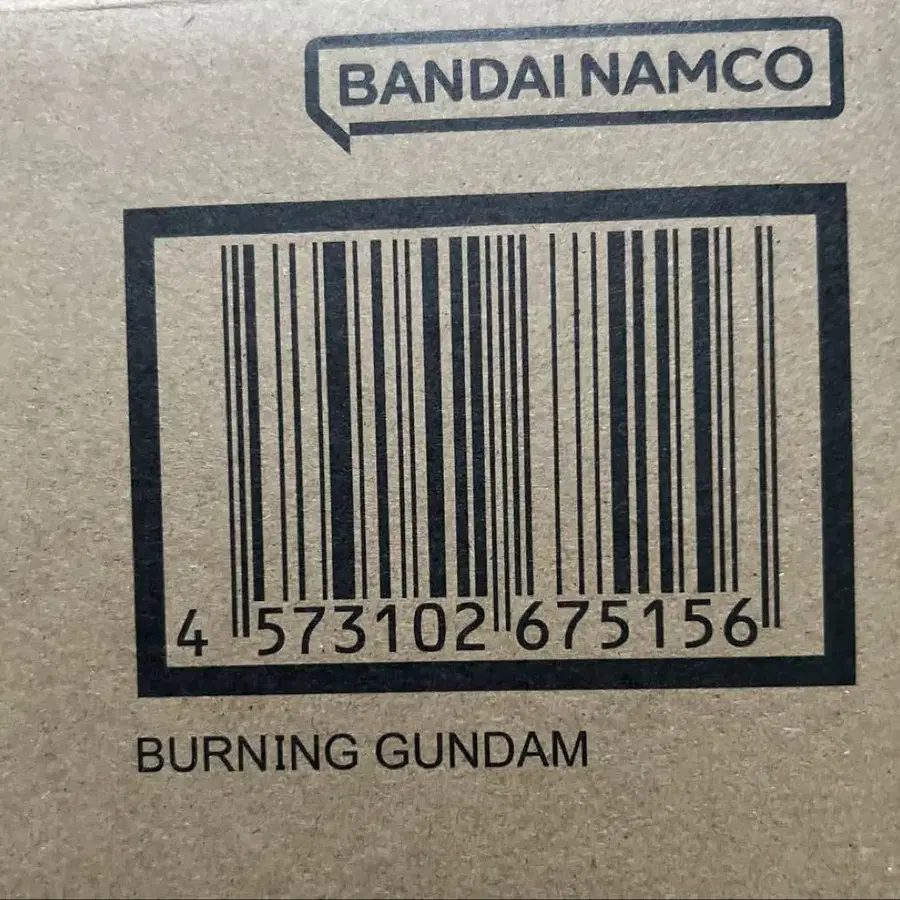 BANDAI NAMCO
4 573102 675156
BURNING GUNDAM